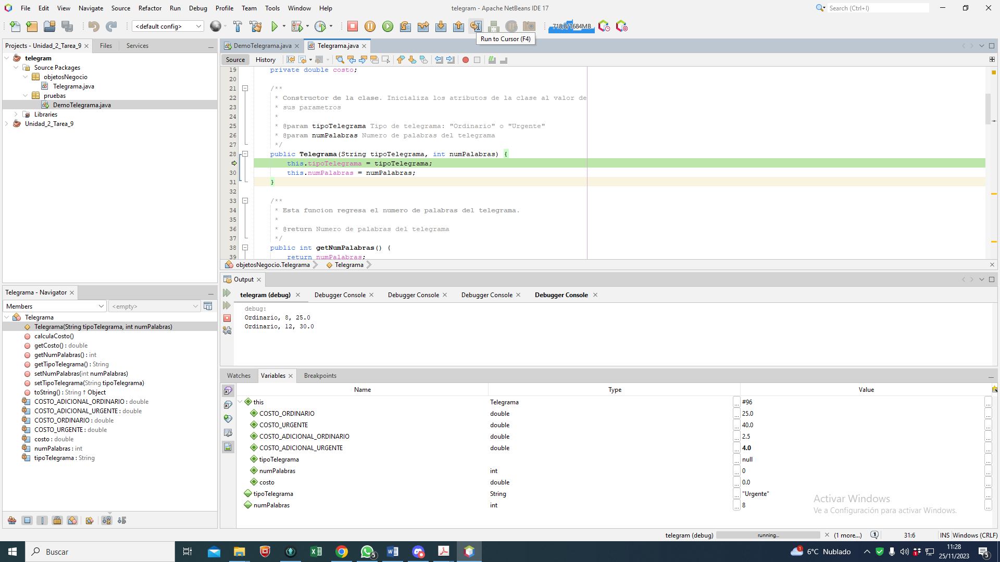 File Edit View Navigate Source Refactor Run Debug Profile Team Tools Window Help
telegram - Apache NetBeans IDE 17
Search (Ctrl+I)
<default config>
718,8/1684MB
Run to Cursor (F4)
Projects - Unidad_2_Tarea_9 Files Services
telegram
Source Packages
objetosNegocio
Telegrama.java
pruebas
DemoTelegrama.java
Libraries
Unidad_2_Tarea_9
DemoTelegrama.java Telegrama.java
Source History
19 private double costo;
20
21 /**
22 * Constructor de la clase. Inicializa los atributos de la clase al valor de
23 * sus parametros
24 *
25 * @param tipoTelegrama Tipo de telegrama: "Ordinario" o "Urgente"
26 * @param numPalabras Numero de palabras del telegrama
27 */
28 public Telegrama(String tipoTelegrama, int numPalabras) {
this.tipoTelegrama = tipoTelegrama;
30 this.numPalabras = numPalabras;
31 }
32
33 /**
34 * Esta funcion regresa el numero de palabras del telegrama.
35 *
36 * @return Numero de palabras del telegrama
37 */
38 public int getNumPalabras() {
39 return numPalabras;
objetosNegocio.Telegrama Telegrama
Telegrama - Navigator
Members <empty>
Telegrama
Telegrama(String tipoTelegrama, int numPalabras)
calculaCosto()
getCosto() : double
getNumPalabras() : int
getTipoTelegrama() : String
setNumPalabras(int numPalabras)
setTipoTelegrama(String tipoTelegrama)
toString() : String ↑ Object
COSTO_ADICIONAL_ORDINARIO : double
COSTO_ADICIONAL_URGENTE : double
COSTO_ORDINARIO : double
COSTO_URGENTE : double
costo : double
numPalabras : int
tipoTelegrama : String
Output
telegram (debug) Debugger Console Debugger Console Debugger Console Debugger Console
debug:
Ordinario, 8, 25.0
Ordinario, 12, 30.0
Watches Variables Breakpoints
Name Type Value
this Telegrama ... #96 ...
COSTO_ORDINARIO double ... 25.0 ...
COSTO_URGENTE double ... 40.0 ...
COSTO_ADICIONAL_ORDINARIO double ... 2.5 ...
COSTO_ADICIONAL_URGENTE double ... 4.0 ...
tipoTelegrama ... null ...
numPalabras int ... 0 ...
costo double ... 0.0 ...
tipoTelegrama String ... "Urgente" ...
numPalabras int ... 8 ...
Activar Windows
Ve a Configuración para activar Windows.
telegram (debug) running... (1 more...) 1 31:6 INS Windows (CRLF)
Buscar
5
1 6°C Nublado
11:28
25/11/2023
5